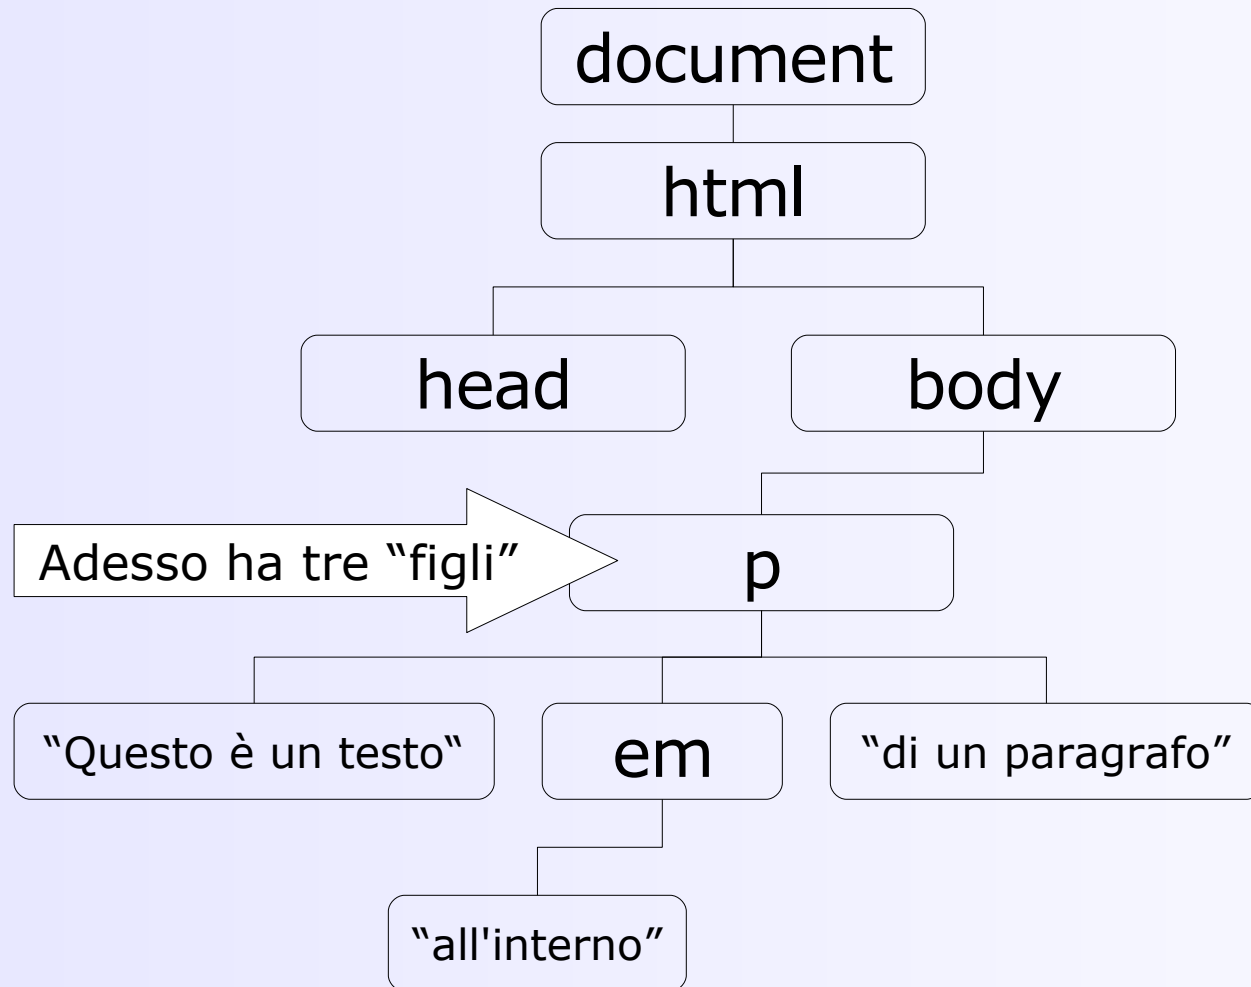 document
html
head
body
Adesso ha tre “figli”
p
“Questo è un testo“
em
“di un paragrafo”
“all'interno”